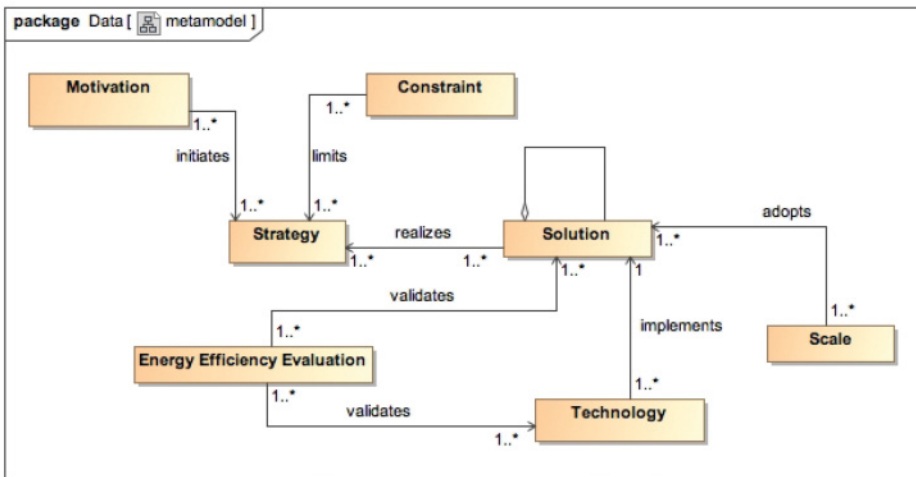 package Data [ metamodel ]
Motivation
Constraint
1..*
1..*
initiates
limits
1..*
1..*
adopts
Strategy
realizes
Solution
1..*
1..*
1..*
1..*
1
validates
implements
1..*
1..*
Scale
Energy Efficiency Evaluation
1..*
1..*
validates
Technology
1..*